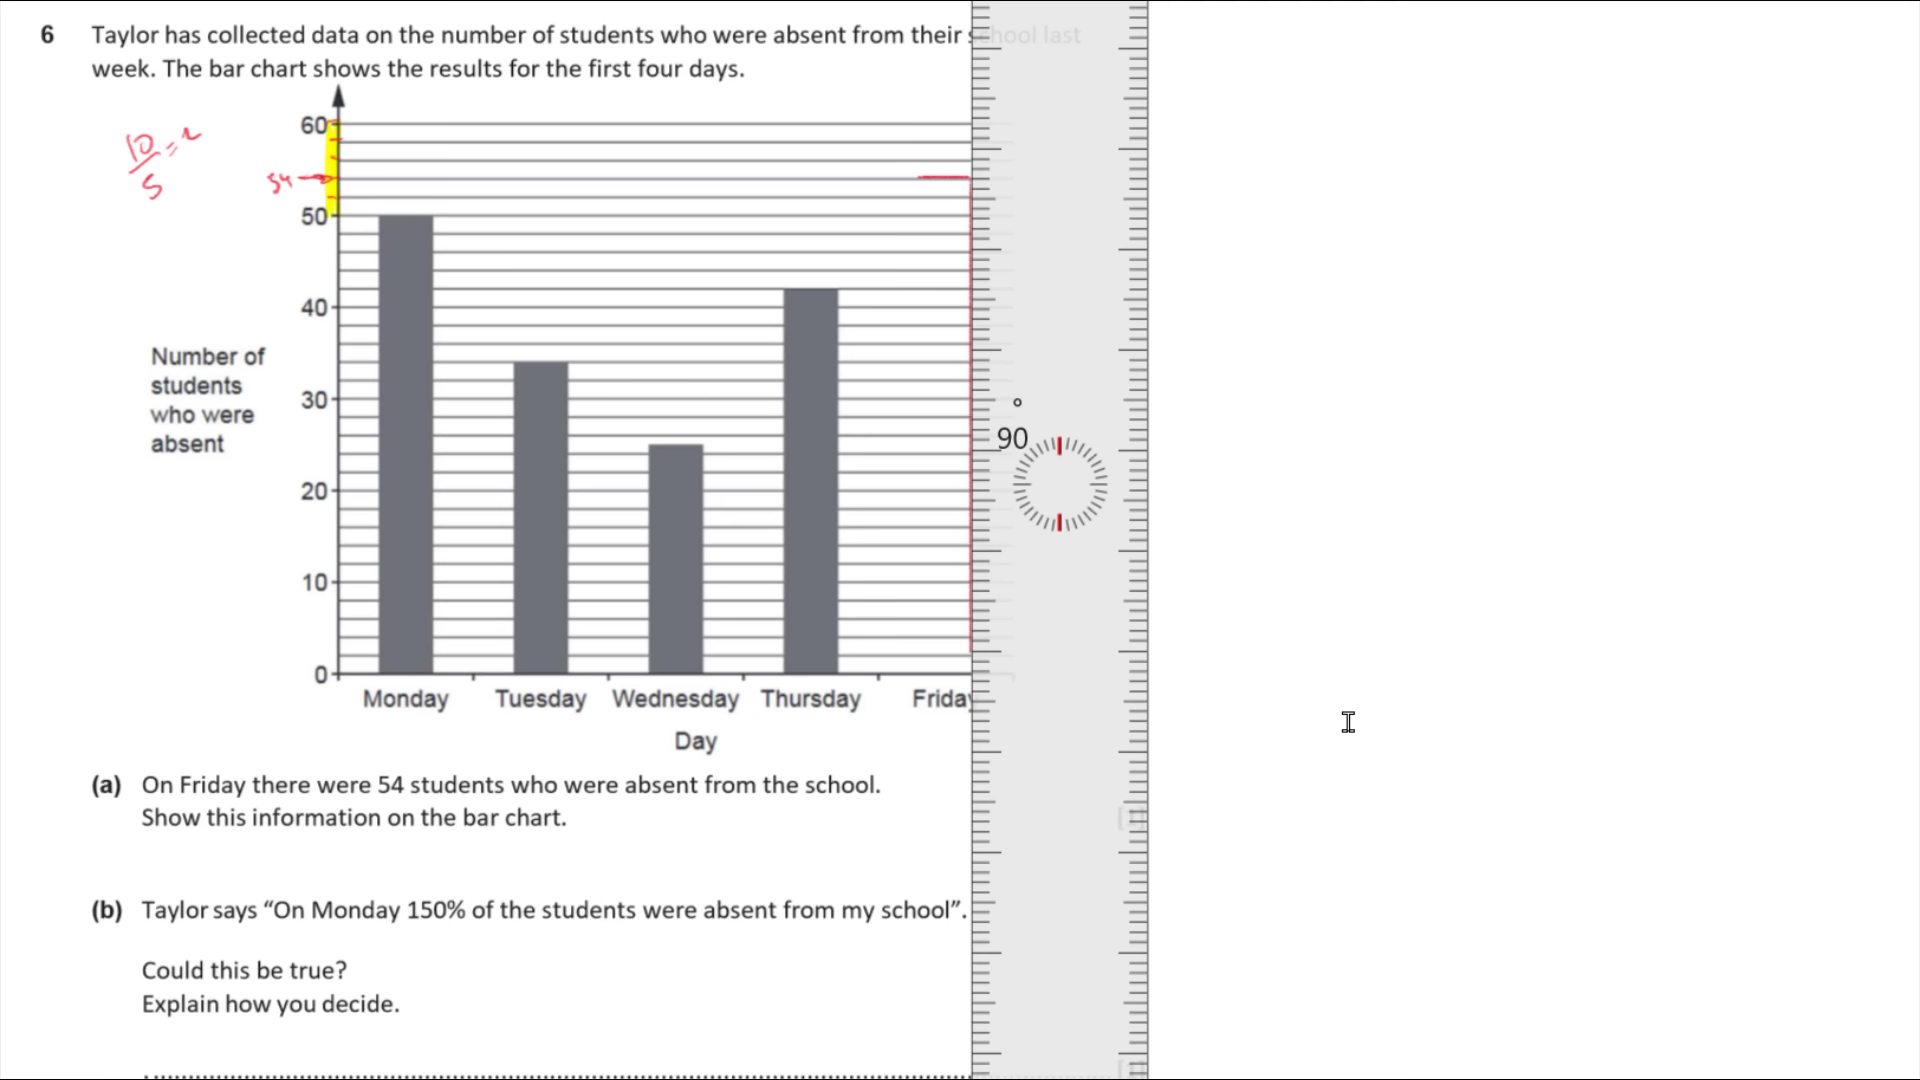 6 Taylor has collected data on the number of students who were absent from their school last
week. The bar chart shows the results for the first four days.
10/5 = 2
60
54
50
40
30
20
10
0
Number of
students
who were
absent
Monday Tuesday Wednesday Thursday Friday
Day
90°
(a) On Friday there were 54 students who were absent from the school.
Show this information on the bar chart.
[1]
(b) Taylor says “On Monday 150% of the students were absent from my school”.
Could this be true?
Explain how you decide.
[1]